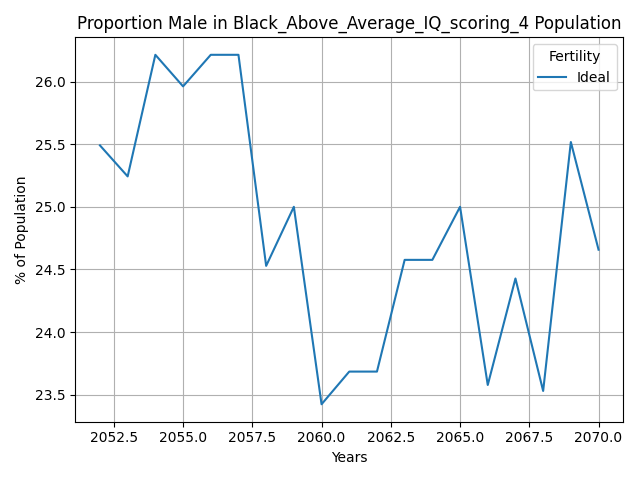 Proportion Male in Black_Above_Average_IQ_scoring_4 Population
Fertility
Ideal
% of Population
26.0
25.5
25.0
24.5
24.0
23.5
2052.5 2055.0 2057.5 2060.0 2062.5 2065.0 2067.5 2070.0
Years